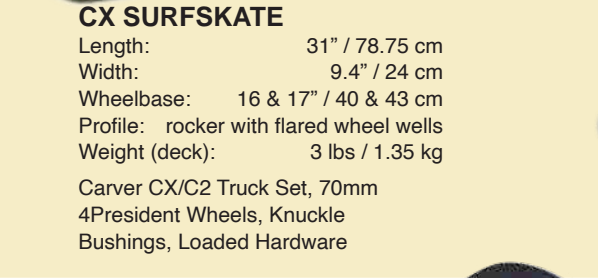 CX SURFSKATE
Length: 31” / 78.75 cm
Width: 9.4” / 24 cm
Wheelbase: 16 & 17” / 40 & 43 cm
Profile: rocker with flared wheel wells
Weight (deck): 3 lbs / 1.35 kg
Carver CX/C2 Truck Set, 70mm
4President Wheels, Knuckle
Bushings, Loaded Hardware